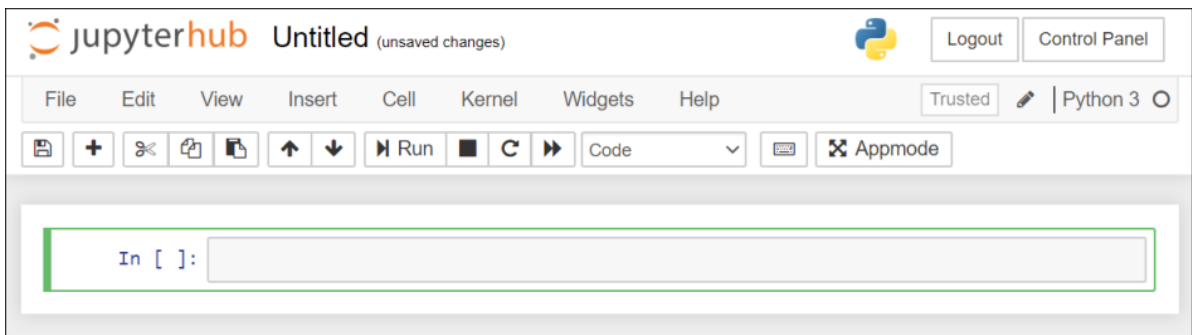 jupyterhub Untitled (unsaved changes) Logout Control Panel
File Edit View Insert Cell Kernel Widgets Help Trusted Python 3
Run Code Appmode
In [ ]: